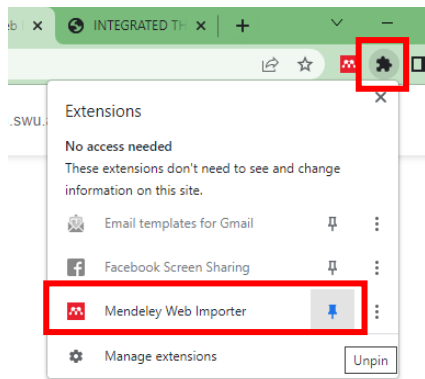 eb
INTEGRATED TH
.swu.
Extensions
No access needed
These extensions don't need to see and change
information on this site.
Email templates for Gmail
Facebook Screen Sharing
Mendeley Web Importer
Manage extensions
Unpin